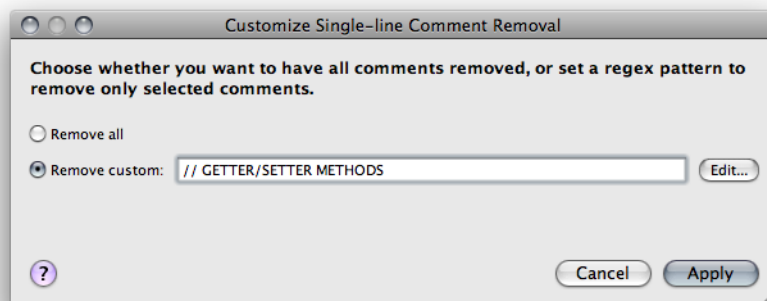 Customize Single-line Comment Removal
Choose whether you want to have all comments removed, or set a regex pattern to
remove only selected comments.
Remove all
Remove custom: // GETTER/SETTER METHODS Edit...
? Cancel Apply